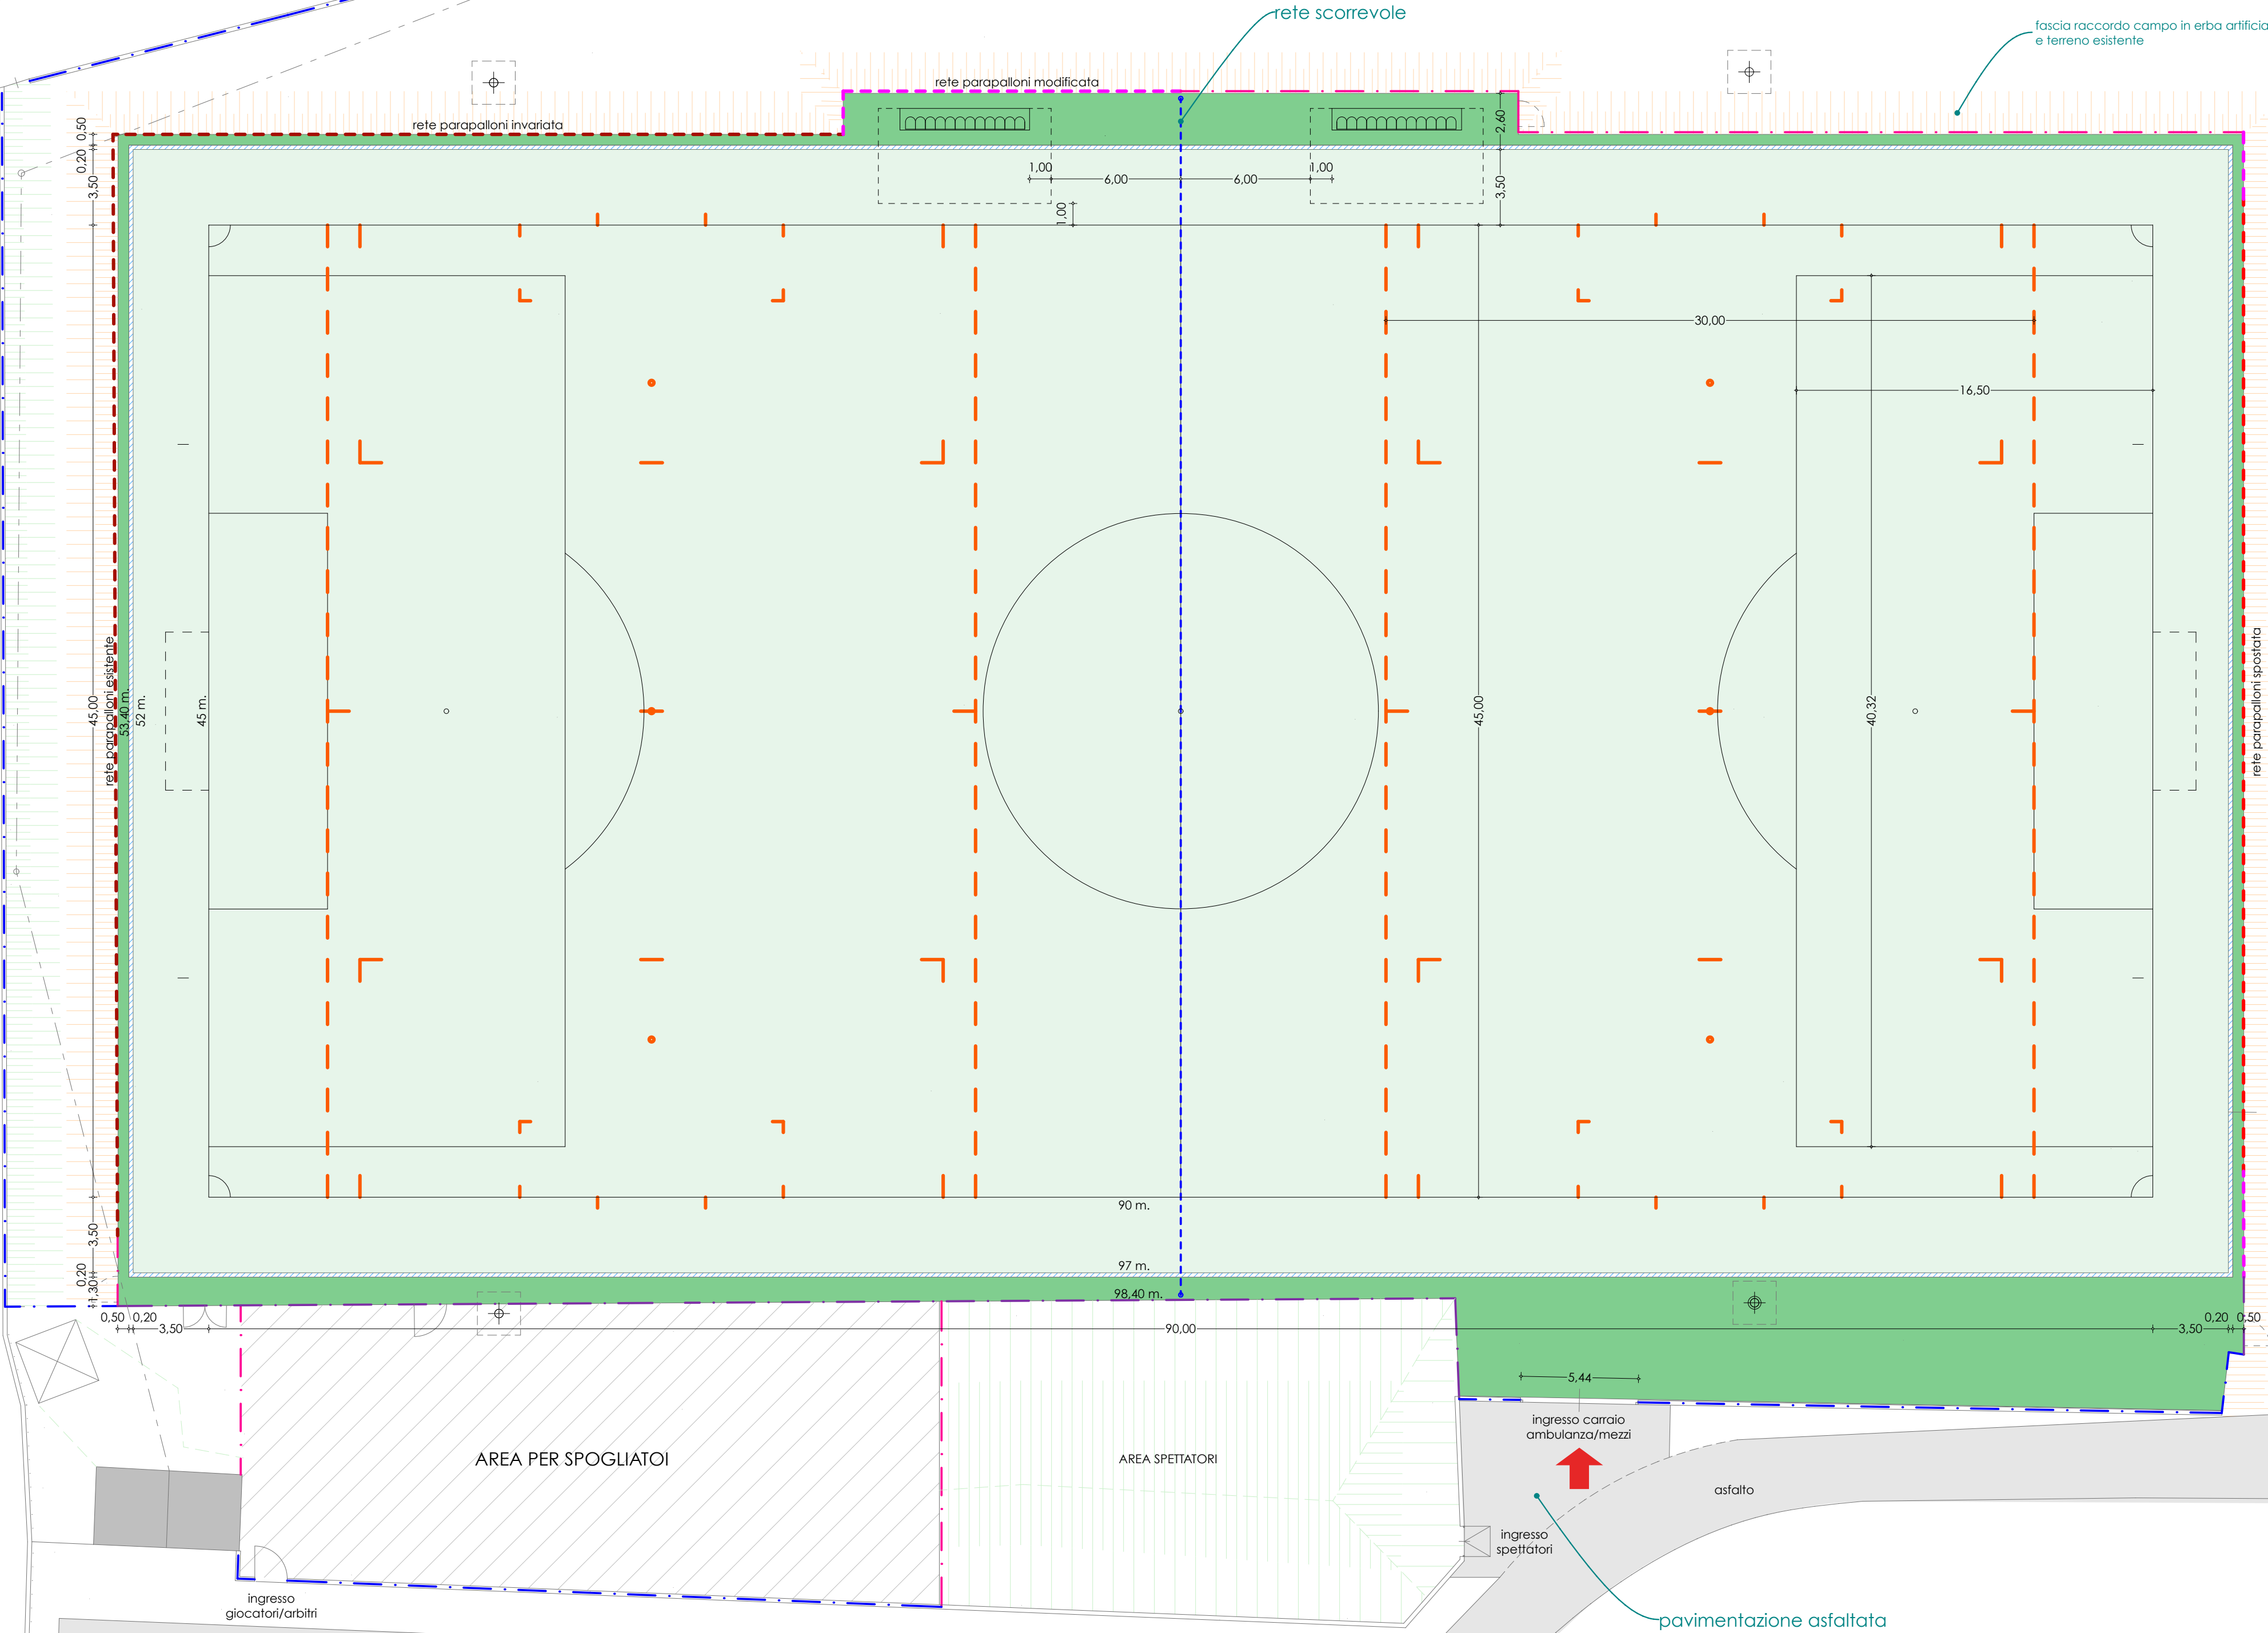 rete scorrevole
fascia raccordo campo in erba
e terreno esistente
rete parapalloni modificata
rete parapalloni invariata
0,50
0,20
3,50
2,60
3,50
1,00
6,00
6,00
1,00
1,00
30,00
16,50
45,00
rete parapalloni esistente
53,40 m.
52 m.
45 m.
45,00
40,32
rete parapalloni spostata
90 m.
97 m.
98,40 m.
3,50
0,20
1,30
0,50
0,20
3,50
90,00
3,50
0,20
0,50
5,44
ingresso carraio
ambulanza/mezzi
AREA PER SPOGLIATOI
AREA SPETTATORI
asfalto
ingresso
spettatori
ingresso
giocatori/arbitri
pavimentazione asfaltata